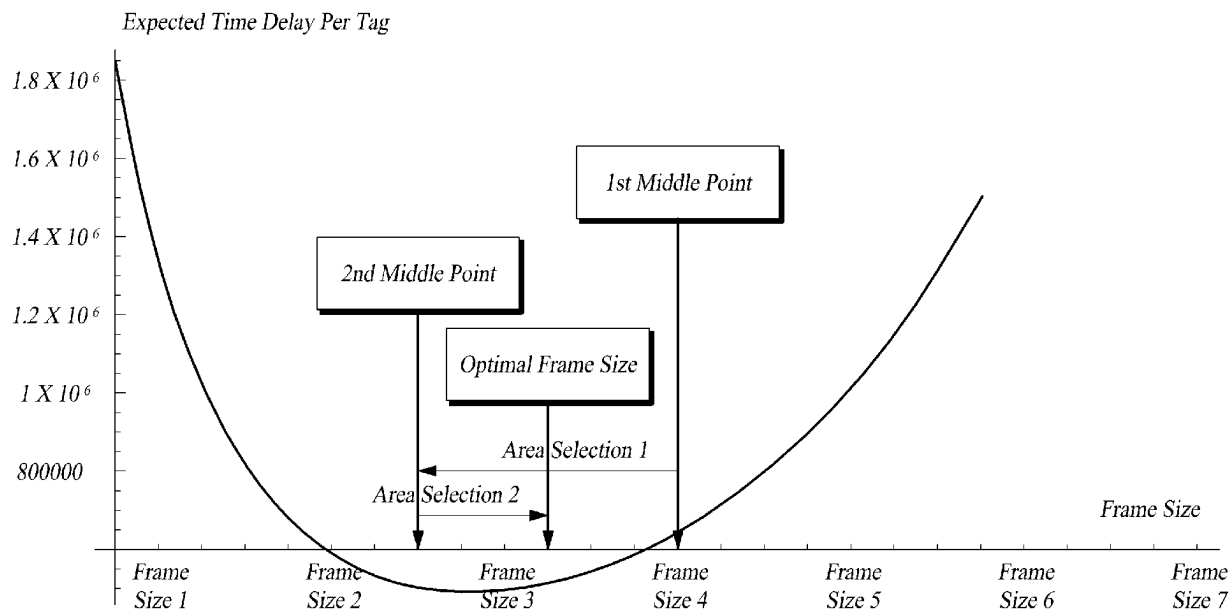 Expected Time Delay Per Tag
1.8 X 10⁶
1.6 X 10⁶
1.4 X 10⁶
1.2 X 10⁶
1 X 10⁶
800000
1st Middle Point
2nd Middle Point
Optimal Frame Size
Area Selection 1
Area Selection 2
Frame Size
Frame Size 1
Frame Size 2
Frame Size 3
Frame Size 4
Frame Size 5
Frame Size 6
Frame Size 7